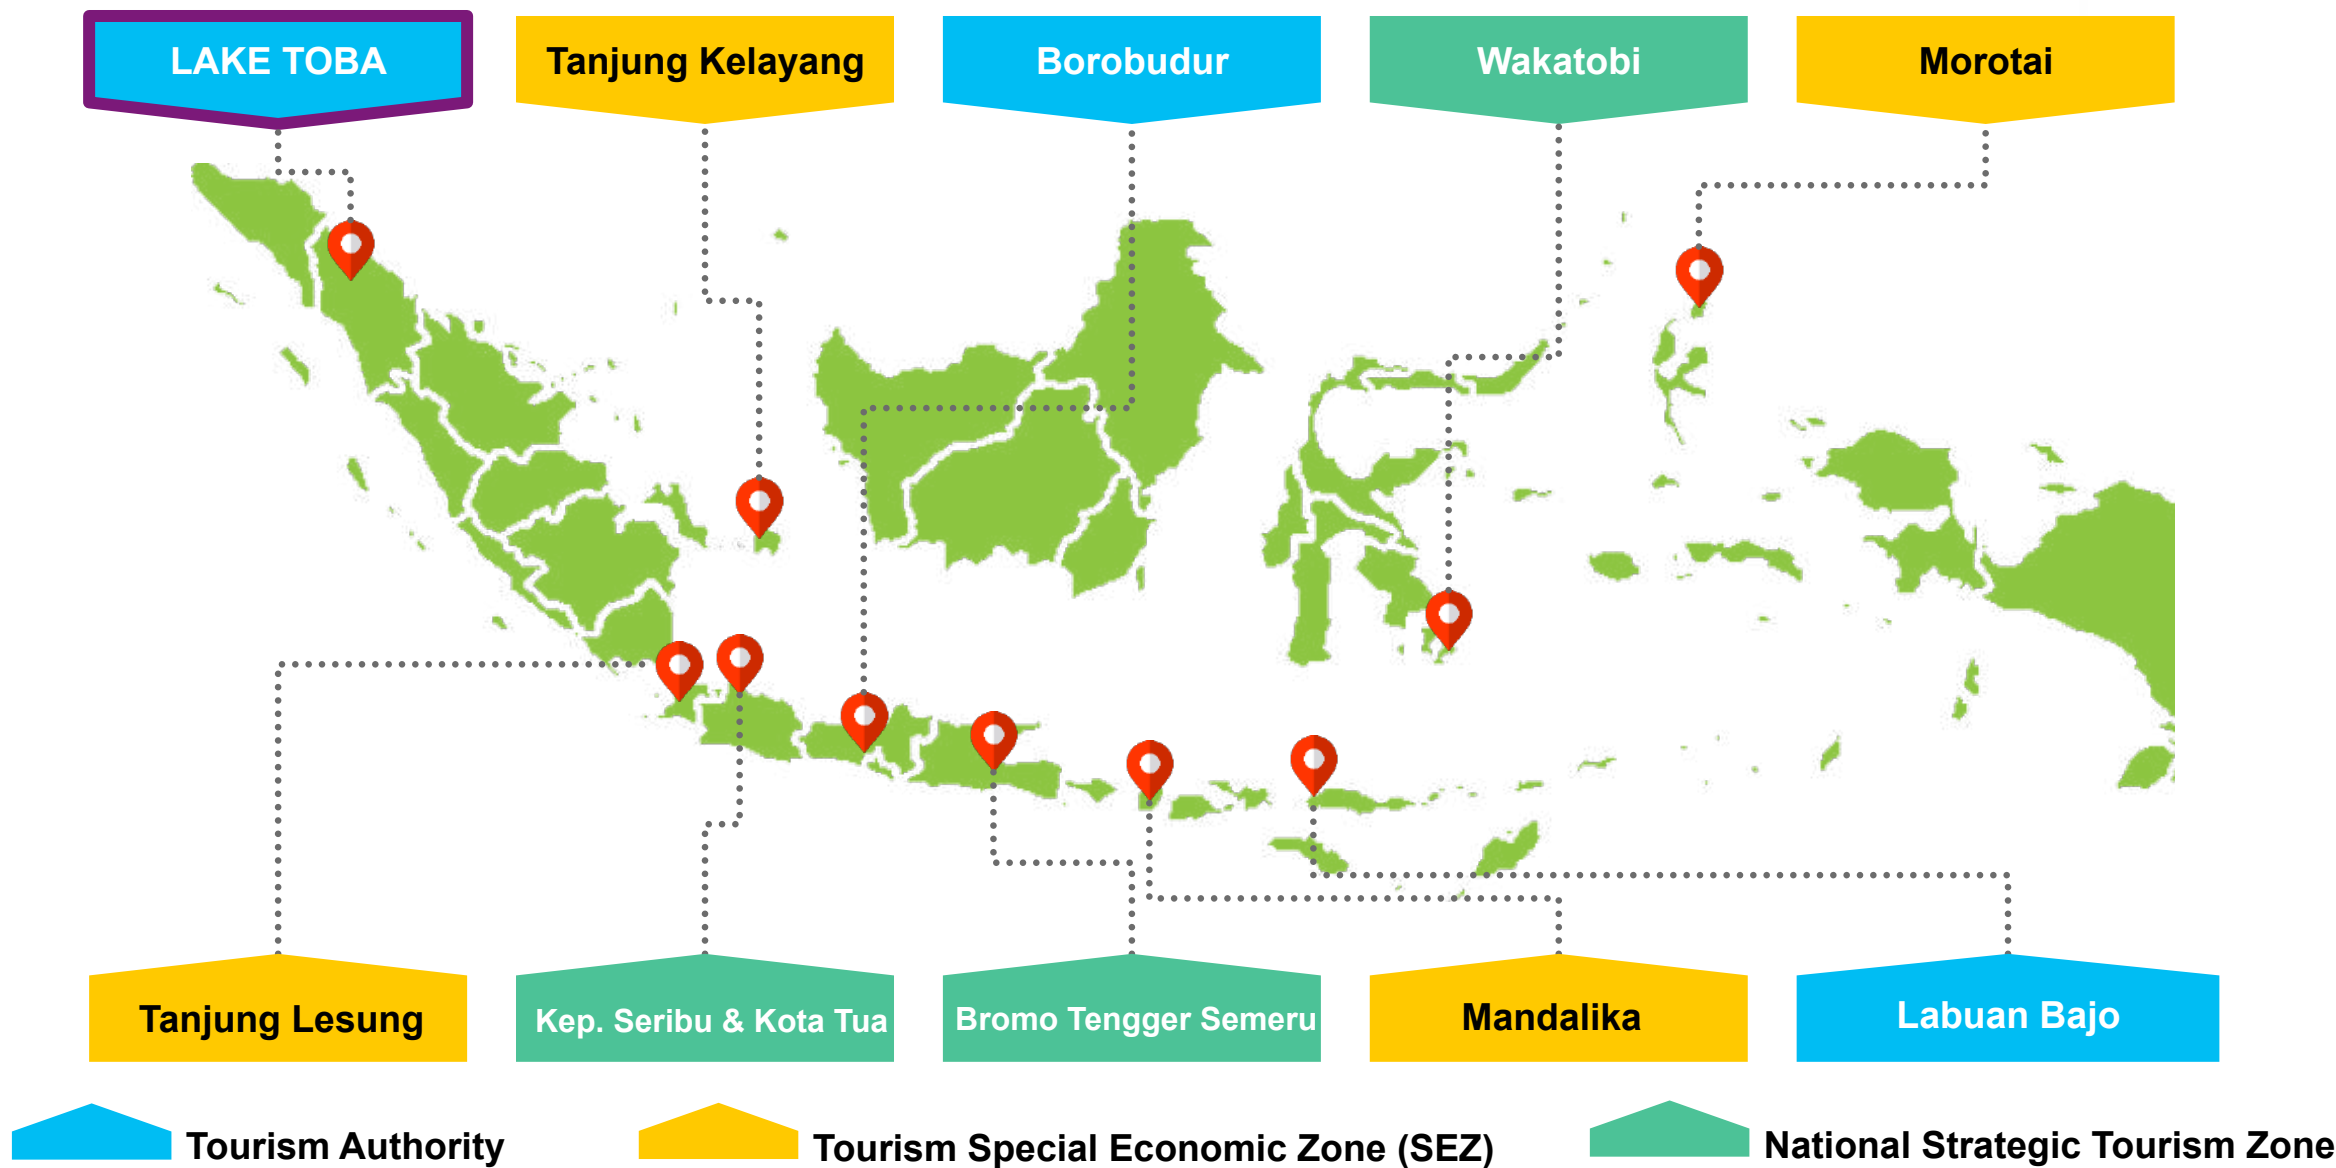 LAKE TOBA
Tanjung Kelayang
Borobudur
Wakatobi
Morotai
Tanjung Lesung
Kep. Seribu & Kota Tua
Bromo Tengger Semeru
Mandalika
Labuan Bajo
Tourism Authority
Tourism Special Economic Zone (SEZ)
National Strategic Tourism Zone